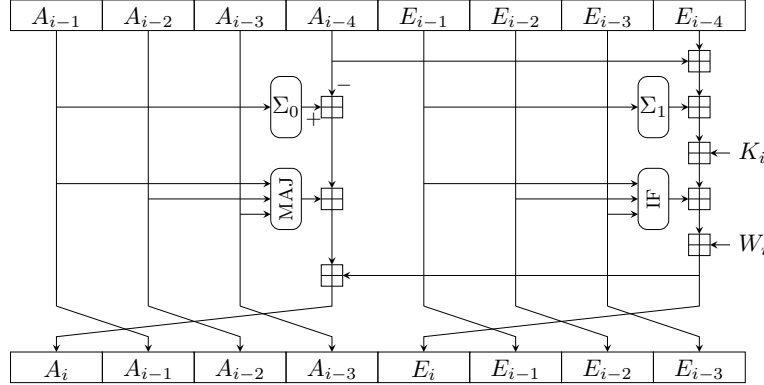 A_{i−1} A_{i−2} A_{i−3} A_{i−4} E_{i−1} E_{i−2} E_{i−3} E_{i−4}
−
Σ_0 + Σ_1
K_i
MAJ IF
W_i
A_i A_{i−1} A_{i−2} A_{i−3} E_i E_{i−1} E_{i−2} E_{i−3}